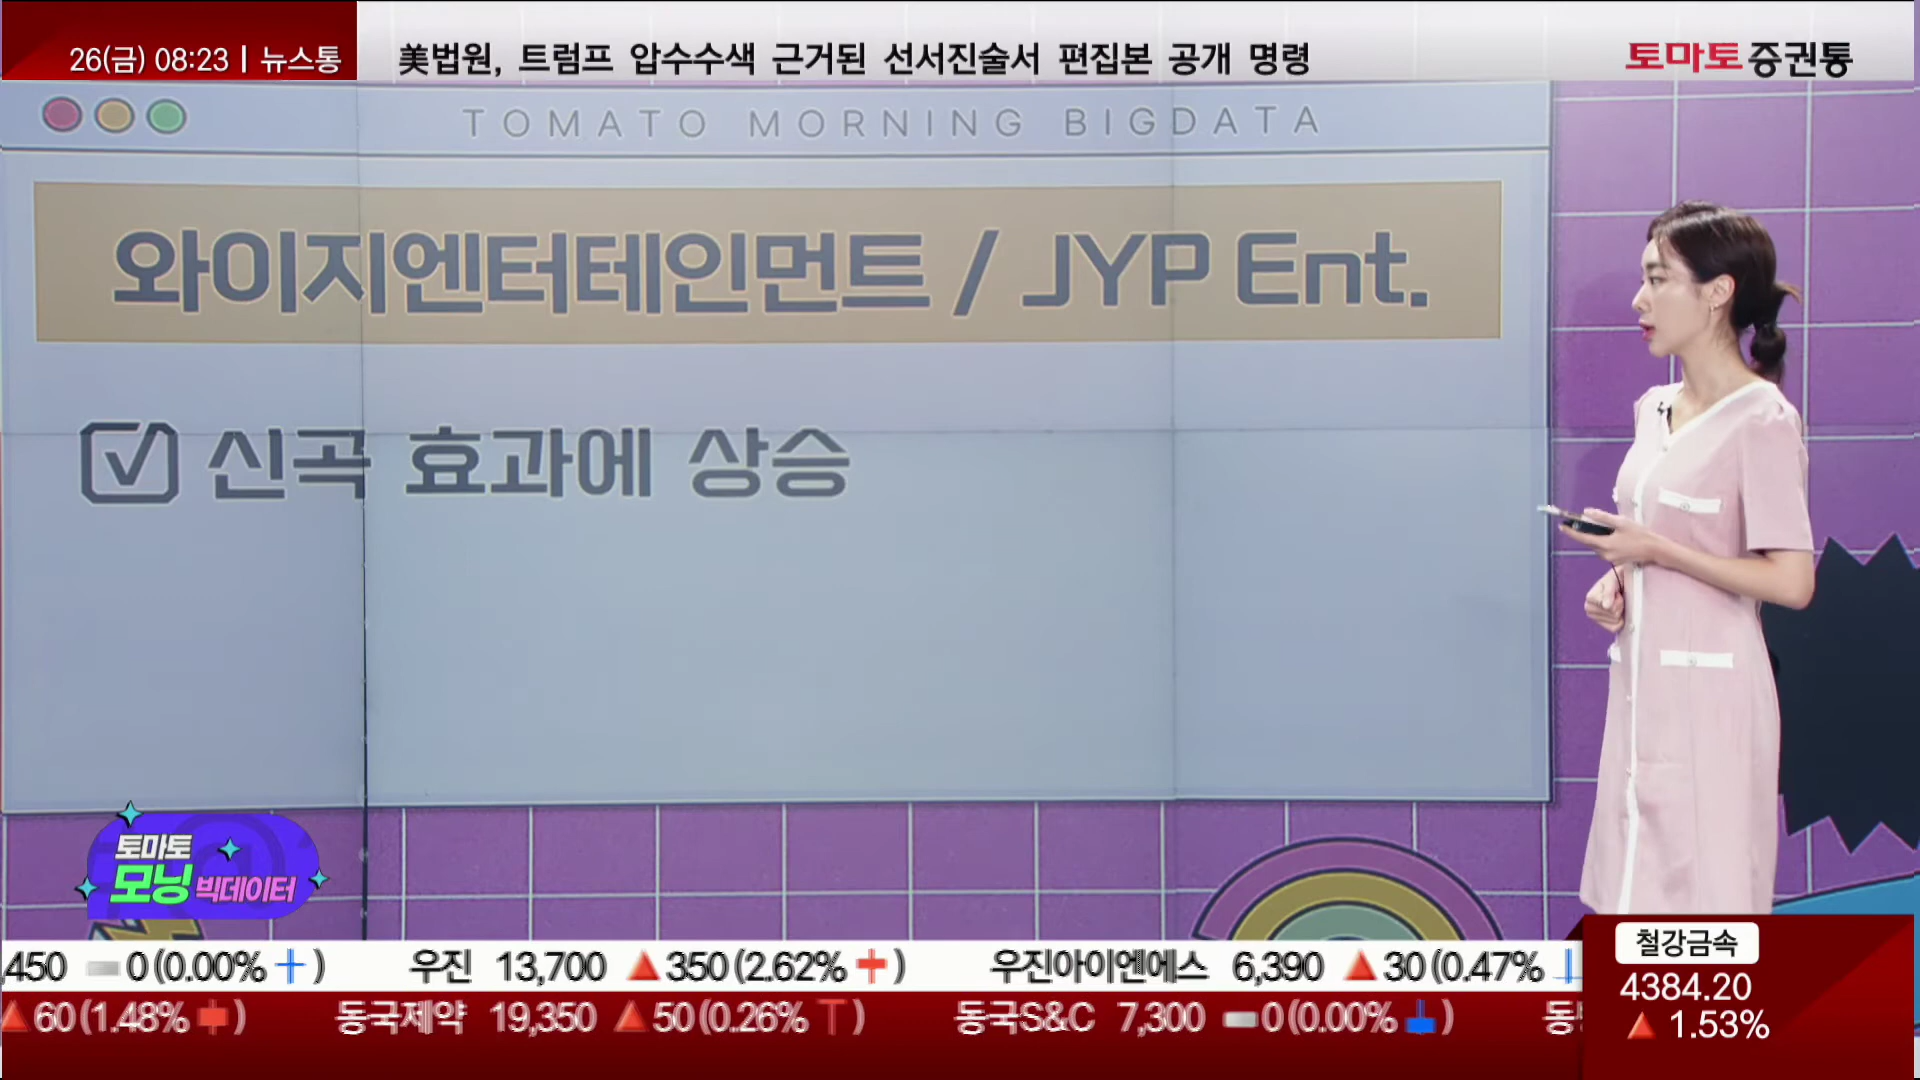 26(금) 08:23 | 뉴스통
美법원, 트럼프 압수수색 근거된 선서진술서 편집본 공개 명령
토마토증권통
TOMATO MORNING BIGDATA
와이지엔터테인먼트 / JYP Ent.
신곡 효과에 상승
토마토
모닝 빅데이터
,450 0(0.00% ) 우진 13,700 ▲350(2.62% ) 우진아이엔에스 6,390 ▲30(0.47%
▲60(1.48% ) 동국제약 19,350 ▲50(0.26% ) 동국S&C 7,300 0(0.00% )
철강금속
4384.20
▲ 1.53%